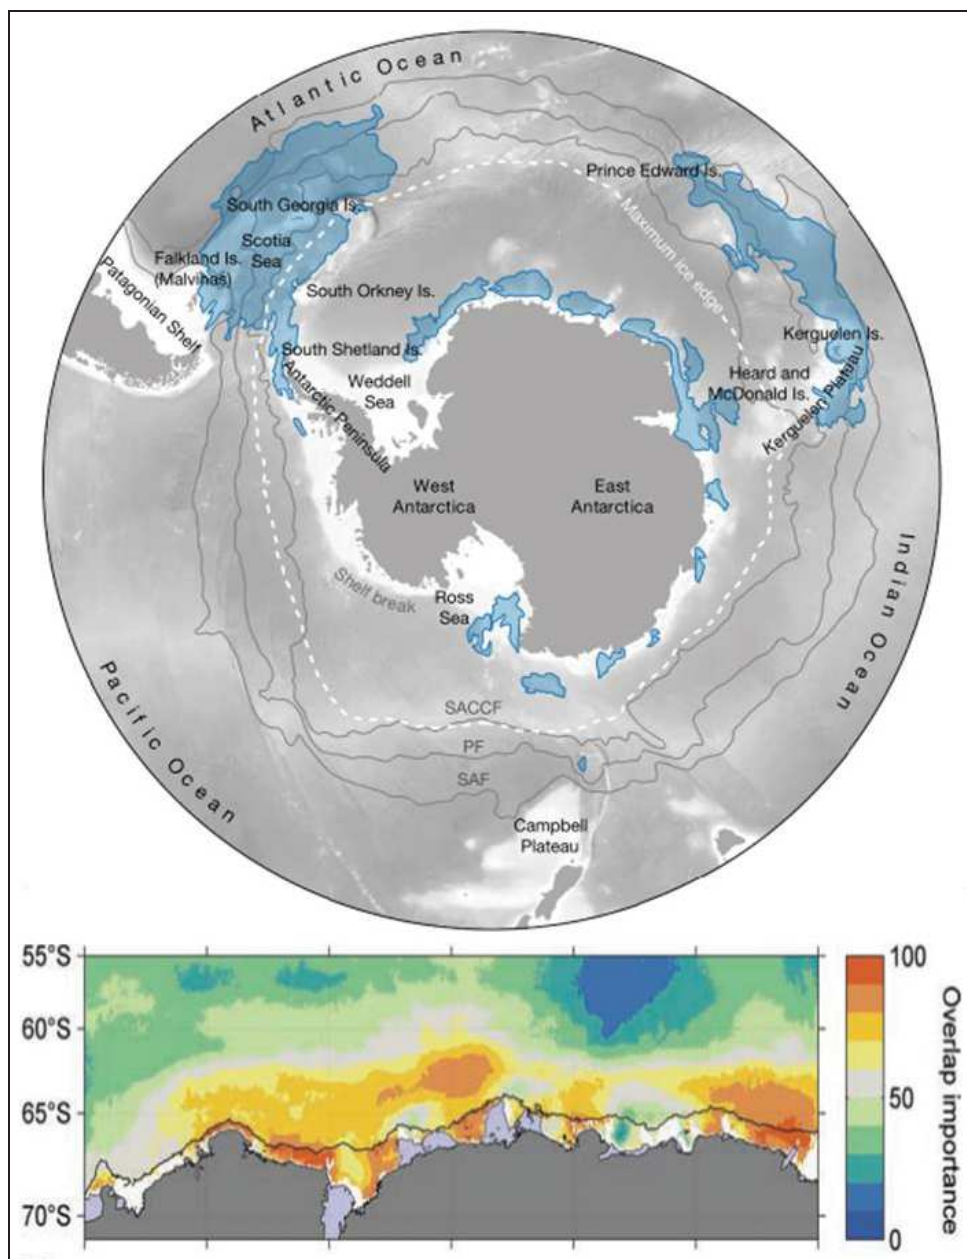 Atlantic Ocean
Prince Edward Is.
South Georgia Is.
Maximum ice edge
Scotia
Sea
Falkland Is.
(Malvinas)
Patagonian Shelf
South Orkney Is.
Kerguelen Is.
South Shetland Is.
Heard and
McDonald Is.
Kerguelen Plateau
Weddell
Sea
Antarctic Peninsula
West
Antarctica
East
Antarctica
Indian Ocean
Shelf break
Ross
Sea
Pacific Ocean
SACCF
PF
SAF
Campbell
Plateau
55°S
60°S
65°S
70°S
100
50
0
Overlap importance